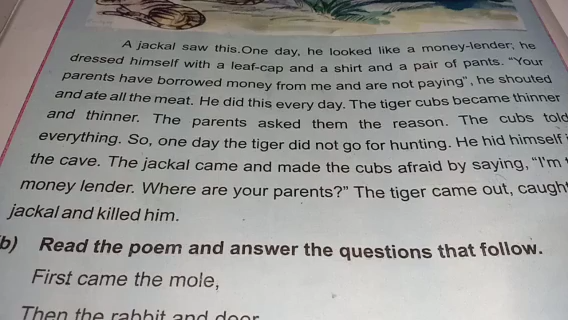 A jackal saw this.One day, he looked like a money-lender; he
dressed himself with a leaf-cap and a shirt and a pair of pants. "Your
parents have borrowed money from me and are not paying", he shouted
and ate all the meat. He did this every day. The tiger cubs became thinner
and thinner. The parents asked them the reason. The cubs told
everything. So, one day the tiger did not go for hunting. He hid himself
the cave. The jackal came and made the cubs afraid by saying, "I'm
money lender. Where are your parents?" The tiger came out, caught
jackal and killed him.
b) Read the poem and answer the questions that follow.
First came the mole,
Then the rabbit and